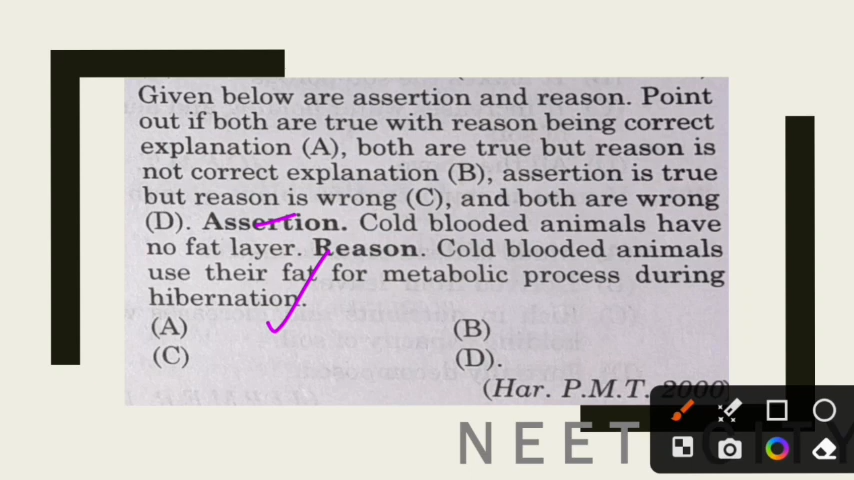 Given below are assertion and reason. Point
out if both are true with reason being correct
explanation (A), both are true but reason is
not correct explanation (B), assertion is true
but reason is wrong (C), and both are wrong
(D). Assertion. Cold blooded animals have
no fat layer. Reason. Cold blooded animals
use their fat for metabolic process during
hibernation.
(A) (B)
(C) (D).
(Har. P.M.T. 2000)
NEET CITY